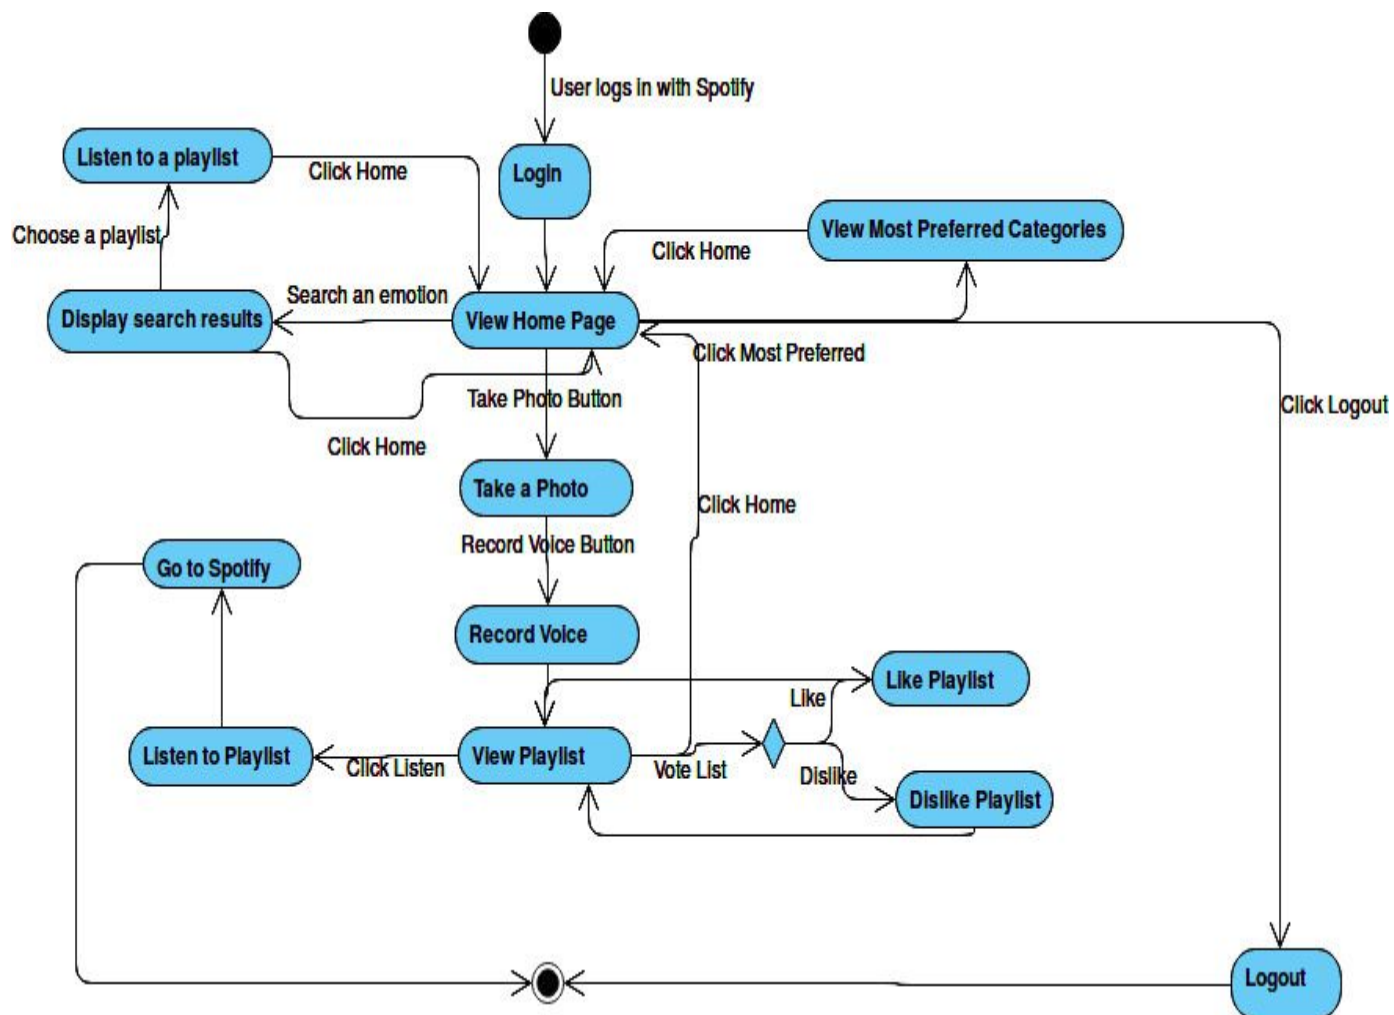 User logs in with Spotify
Listen to a playlist
Click Home
Login
Choose a playlist
View Most Preferred Categories
Click Home
Display search results
Search an emotion
View Home Page
Click Most Preferred
Take Photo Button
Click Logout
Click Home
Take a Photo
Click Home
Record Voice Button
Go to Spotify
Record Voice
Like Playlist
Like
Listen to Playlist
Click Listen
View Playlist
Vote List
Dislike
Dislike Playlist
Logout